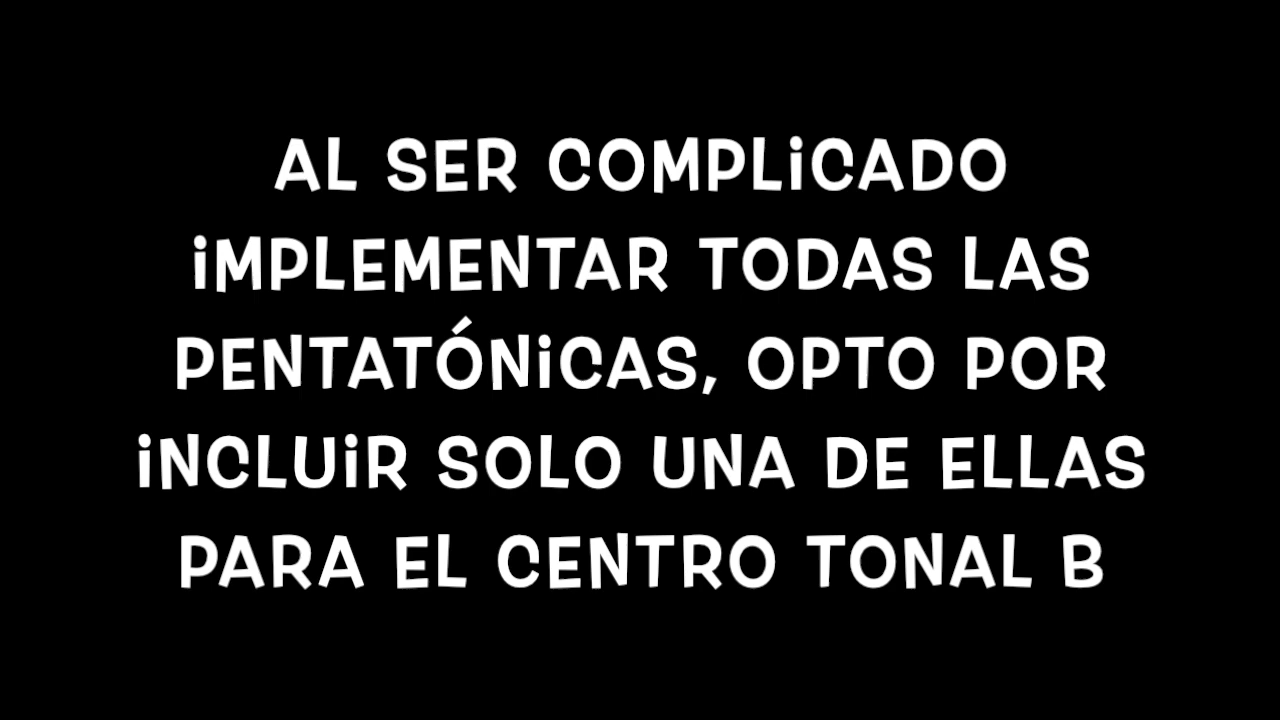 AL SER COMPLiCADO
iMPLEMENTAR TODAS LAS
PENTATÓNiCAS, OPTO POR
iNCLUiR SOLO UNA DE ELLAS
PARA EL CENTRO TONAL B